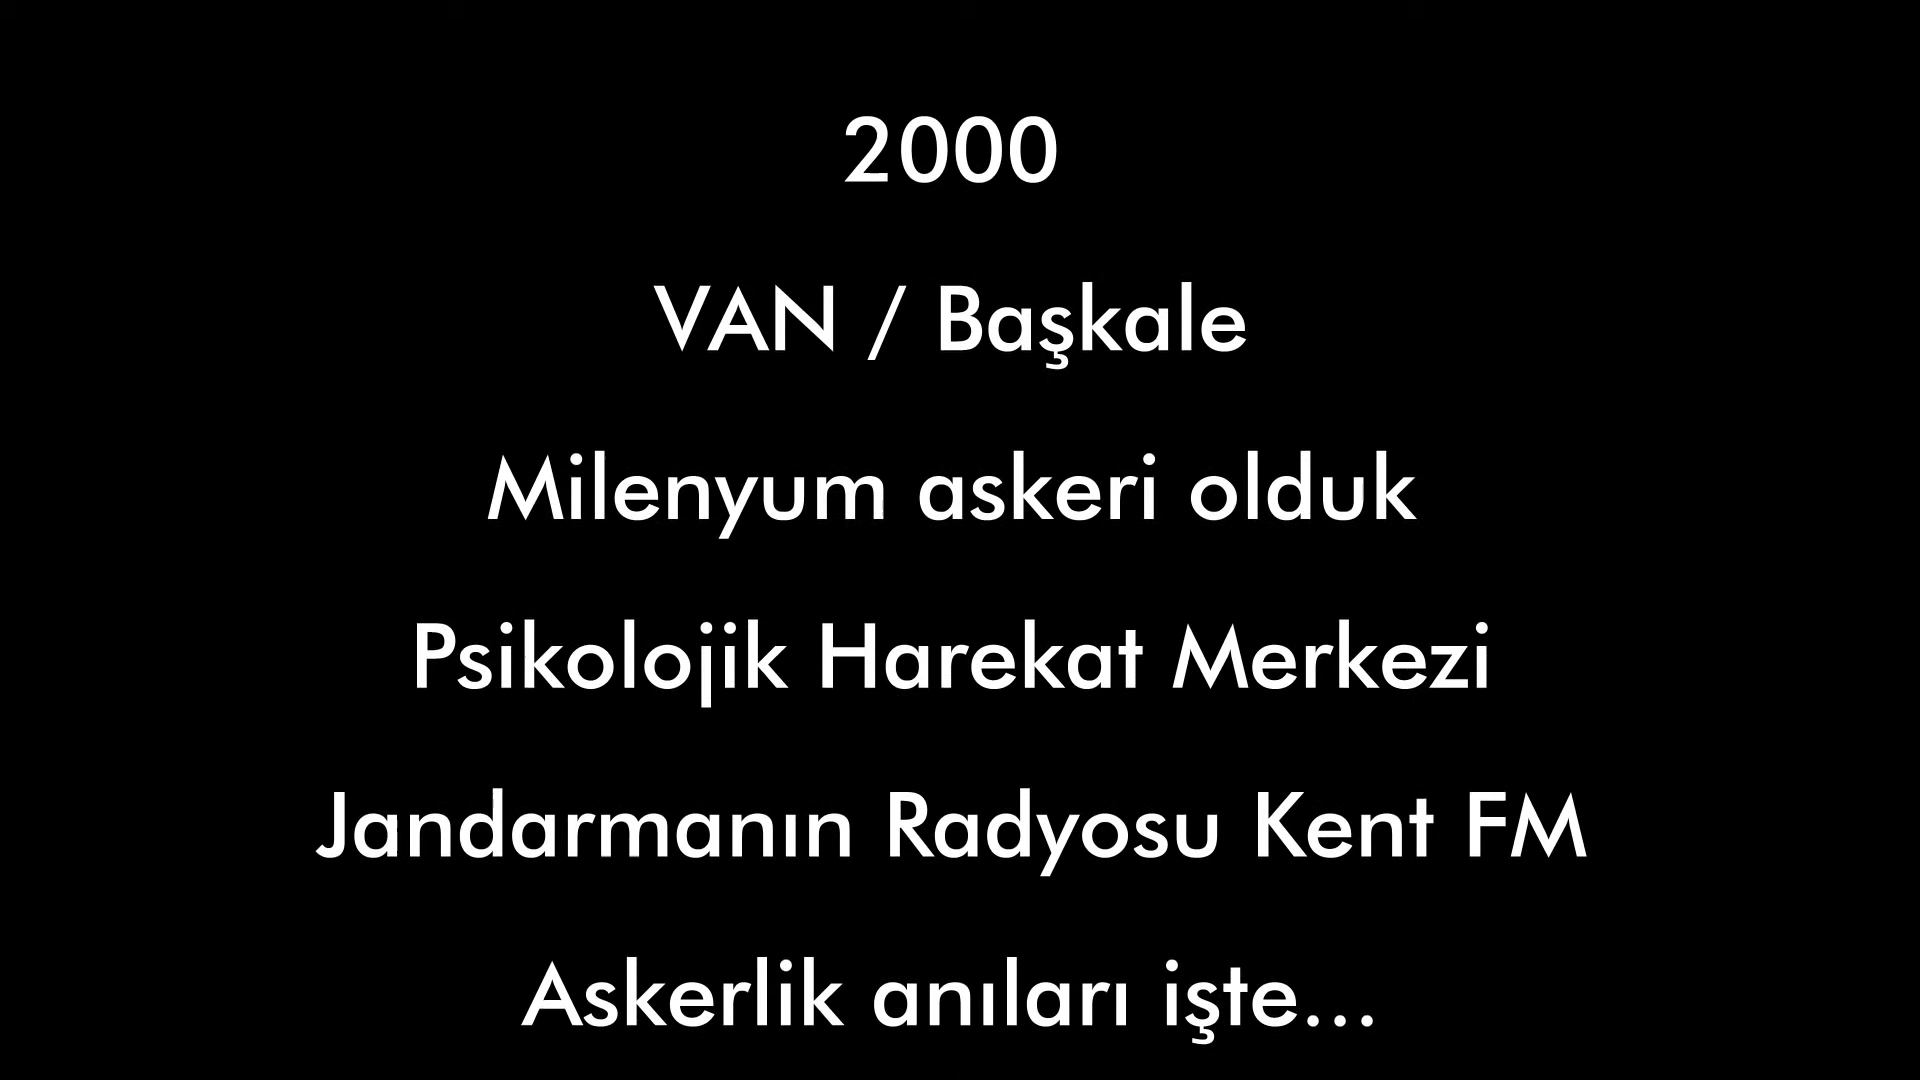 2000
VAN / Başkale
Milenyum askeri olduk
Psikolojik Harekat Merkezi
Jandarmanın Radyosu Kent FM
Askerlik anıları işte...